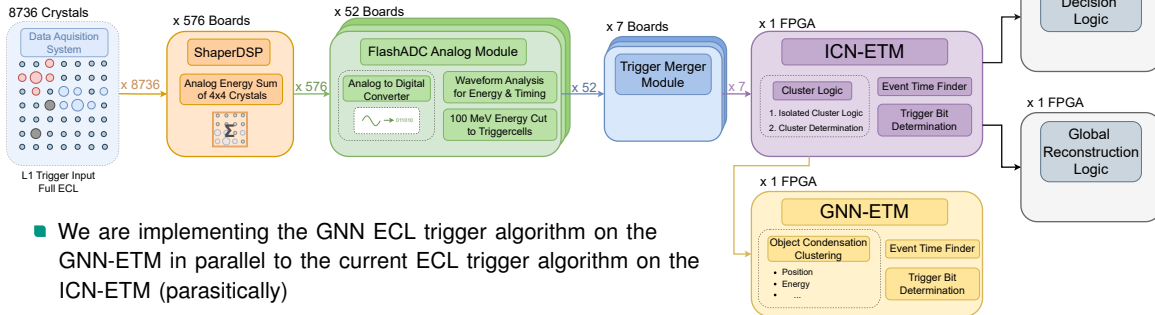 8736 Crystals
Data Aquisition
System
x 8736
L1 Trigger Input
Full ECL
x 576 Boards
ShaperDSP
Analog Energy Sum
of 4x4 Crystals
Σ
x 576
x 52 Boards
FlashADC Analog Module
Analog to Digital
Converter
Waveform Analysis
for Energy & Timing
100 MeV Energy Cut
to Triggercells
x 52
x 7 Boards
Trigger Merger
Module
x 7
x 1 FPGA
ICN-ETM
Cluster Logic
1. Isolated Cluster Logic
2. Cluster Determination
Event Time Finder
Trigger Bit
Determination
Decision
Logic
x 1 FPGA
Global
Reconstruction
Logic
x 1 FPGA
GNN-ETM
Object Condensation
Clustering
• Position
• Energy
• ...
Event Time Finder
Trigger Bit
Determination
We are implementing the GNN ECL trigger algorithm on the
GNN-ETM in parallel to the current ECL trigger algorithm on the
ICN-ETM (parasitically)